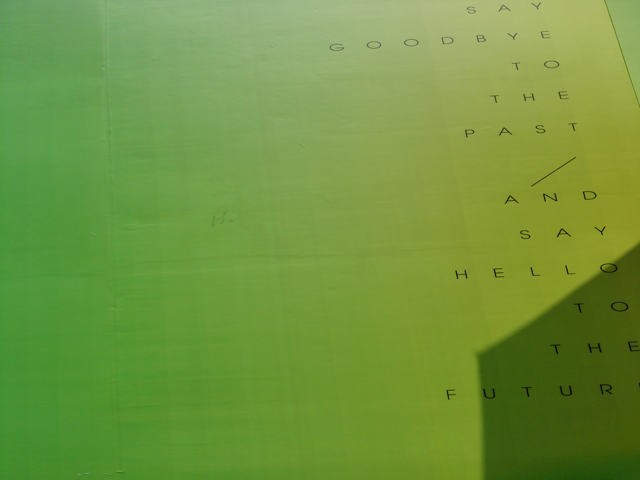 SAY
GOODBYE
TO
THE
PAST
/
AND
SAY
HELLO
TO
THE
FUTUR